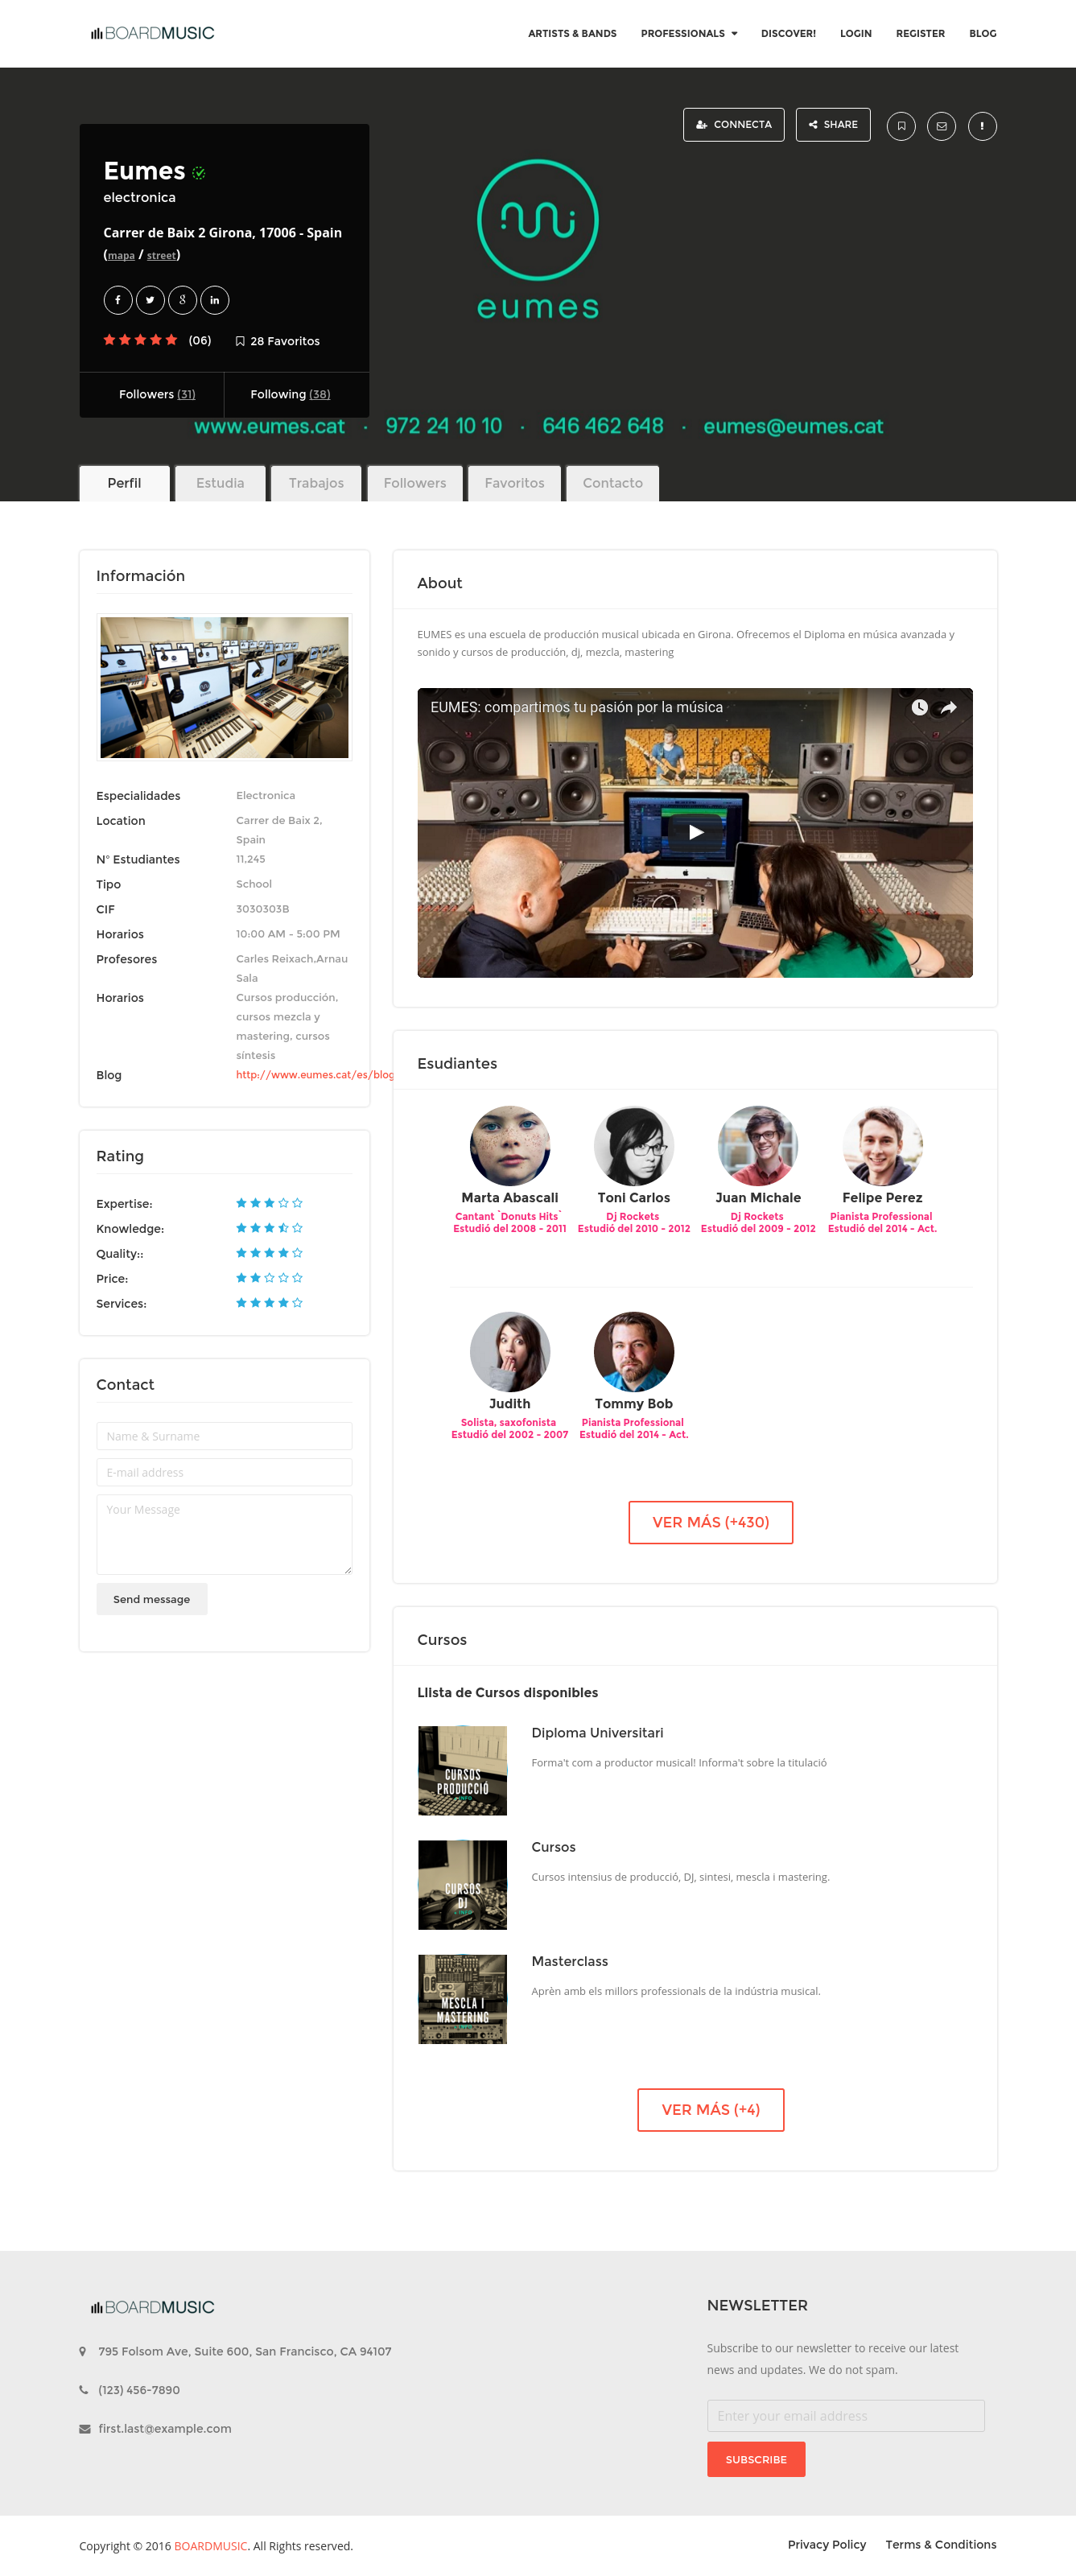 BOARDMUSIC
ARTISTS & BANDS
PROFESSIONALS
DISCOVER!
LOGIN
REGISTER
BLOG
CONNECTA
SHARE
Eumes
electronica
Carrer de Baix 2 Girona, 17006 - Spain
(mapa / street)
(06)
28 Favoritos
Followers (31)
Following (38)
eumes
www.eumes.cat · 972 24 10 10 · 646 462 648 · eumes@eumes.cat
Perfil
Estudia
Trabajos
Followers
Favoritos
Contacto
Información
Especialidades
Electronica
Location
Carrer de Baix 2,
Spain
Nº Estudiantes
11,245
Tipo
School
CIF
3030303B
Horarios
10:00 AM - 5:00 PM
Profesores
Carles Reixach,Arnau
Sala
Horarios
Cursos producción,
cursos mezcla y
mastering, cursos
síntesis
Blog
http://www.eumes.cat/es/blog
Rating
Expertise:
Knowledge:
Quality::
Price:
Services:
Contact
Name & Surname
E-mail address
Your Message
Send message
About
EUMES es una escuela de producción musical ubicada en Girona. Ofrecemos el Diploma en música avanzada y
sonido y cursos de producción, dj, mezcla, mastering
EUMES: compartimos tu pasión por la música
Esudiantes
Marta Abascali
Cantant `Donuts Hits`
Estudió del 2008 - 2011
Toni Carlos
Dj Rockets
Estudió del 2010 - 2012
Juan Michale
Dj Rockets
Estudió del 2009 - 2012
Felipe Perez
Pianista Professional
Estudió del 2014 - Act.
Judith
Solista, saxofonista
Estudió del 2002 - 2007
Tommy Bob
Pianista Professional
Estudió del 2014 - Act.
VER MÁS (+430)
Cursos
Llista de Cursos disponibles
CURSOS
PRODUCCIÓ
+ INFO
Diploma Universitari
Forma't com a productor musical! Informa't sobre la titulació
CURSOS
DJ
+ INFO
Cursos
Cursos intensius de producció, DJ, sintesi, mescla i mastering.
MESCLA I
MASTERING
Masterclass
Aprèn amb els millors professionals de la indústria musical.
VER MÁS (+4)
BOARDMUSIC
795 Folsom Ave, Suite 600, San Francisco, CA 94107
(123) 456-7890
first.last@example.com
NEWSLETTER
Subscribe to our newsletter to receive our latest
news and updates. We do not spam.
Enter your email address
SUBSCRIBE
Copyright © 2016 BOARDMUSIC. All Rights reserved.
Privacy Policy
Terms & Conditions